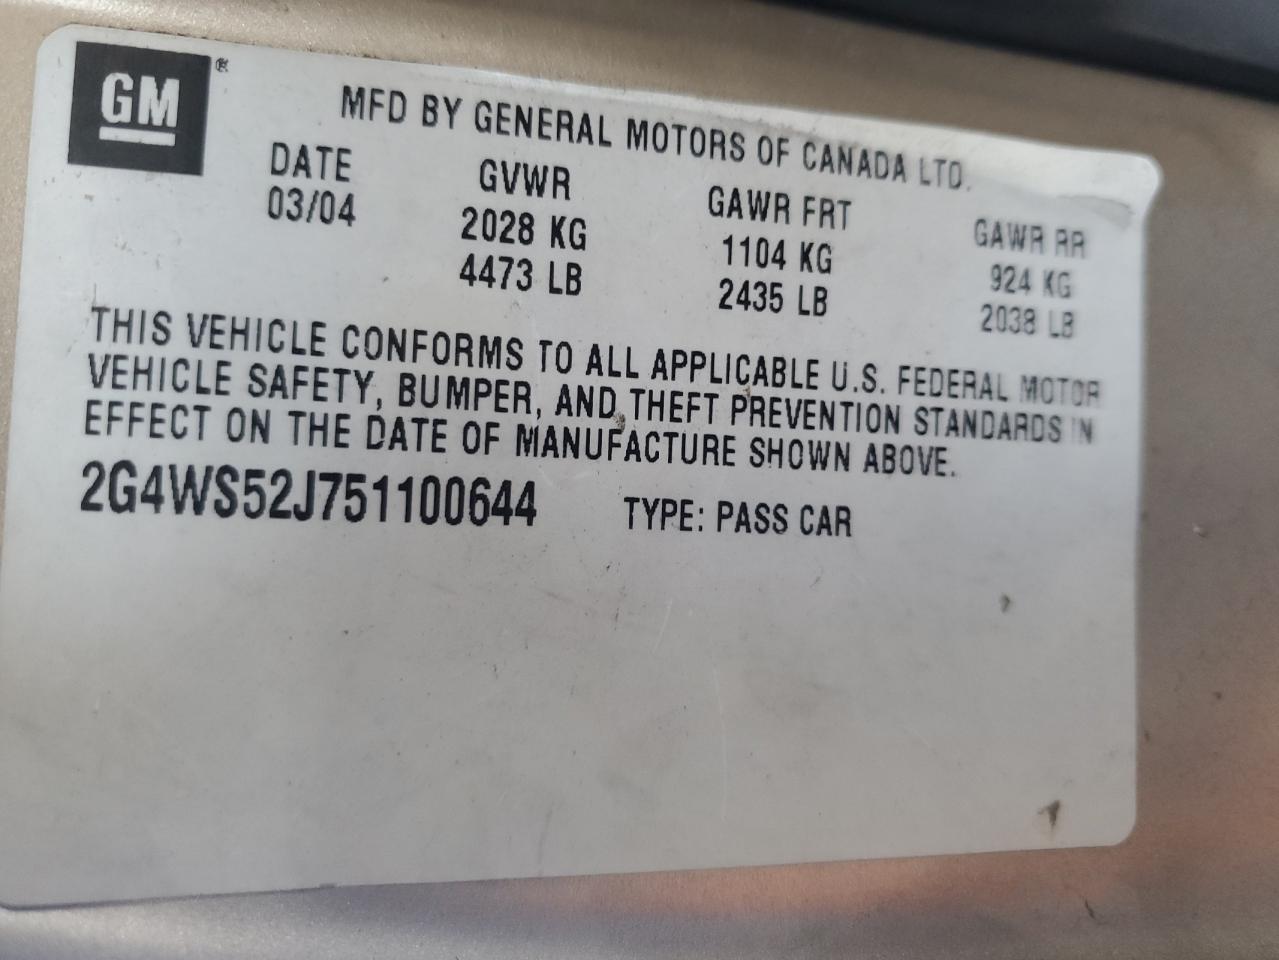 GM®
MFD BY GENERAL MOTORS OF CANADA LTD.
DATE GVWR GAWR FRT GAWR RR
03/04 2028 KG 1104 KG 924 KG
4473 LB 2435 LB 2038 LB
THIS VEHICLE CONFORMS TO ALL APPLICABLE U.S. FEDERAL MOTOR
VEHICLE SAFETY, BUMPER, AND THEFT PREVENTION STANDARDS IN
EFFECT ON THE DATE OF MANUFACTURE SHOWN ABOVE.
2G4WS52J751100644 TYPE: PASS CAR